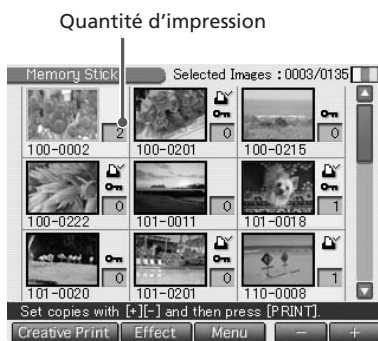 Quantité d'impression
Memory Stick Selected Images : 0003/0135
2 0 0
100-0002 100-0201 100-0215
0 0 1
100-0222 101-0011 101-0018
0 0 1
101-0020 101-0201 110-0008
Set copies with [+][-] and then press [PRINT].
Creative Print Effect Menu - +